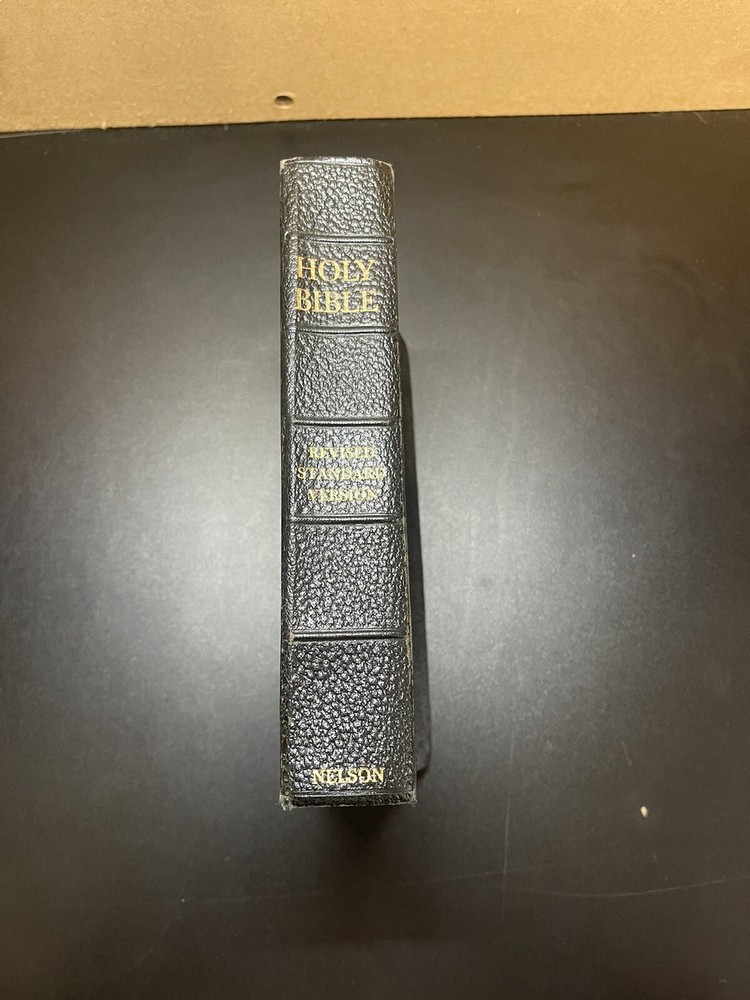 HOLY
BIBLE
REVISED
STANDARD
VERSION
NELSON